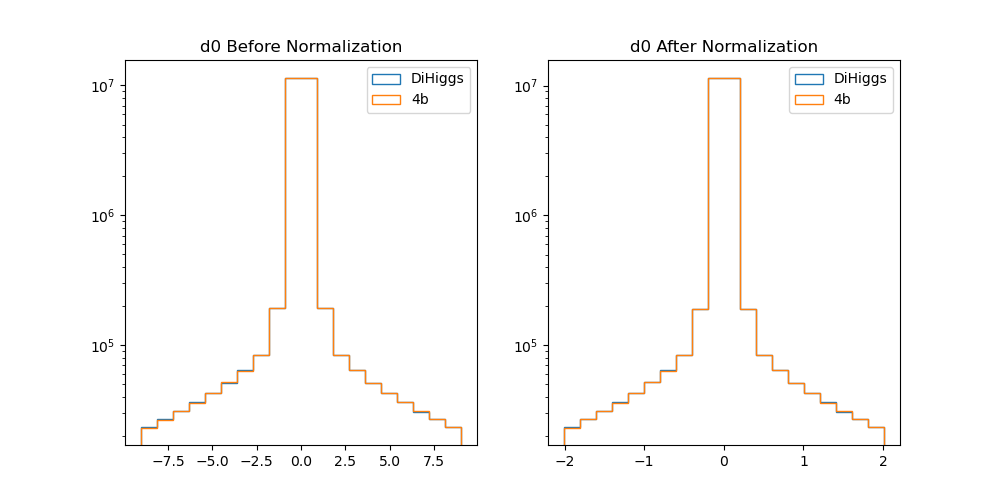 d0 Before Normalization
DiHiggs
4b
10⁷
10⁶
10⁵
−7.5 −5.0 −2.5 0.0 2.5 5.0 7.5
d0 After Normalization
DiHiggs
4b
10⁷
10⁶
10⁵
−2 −1 0 1 2